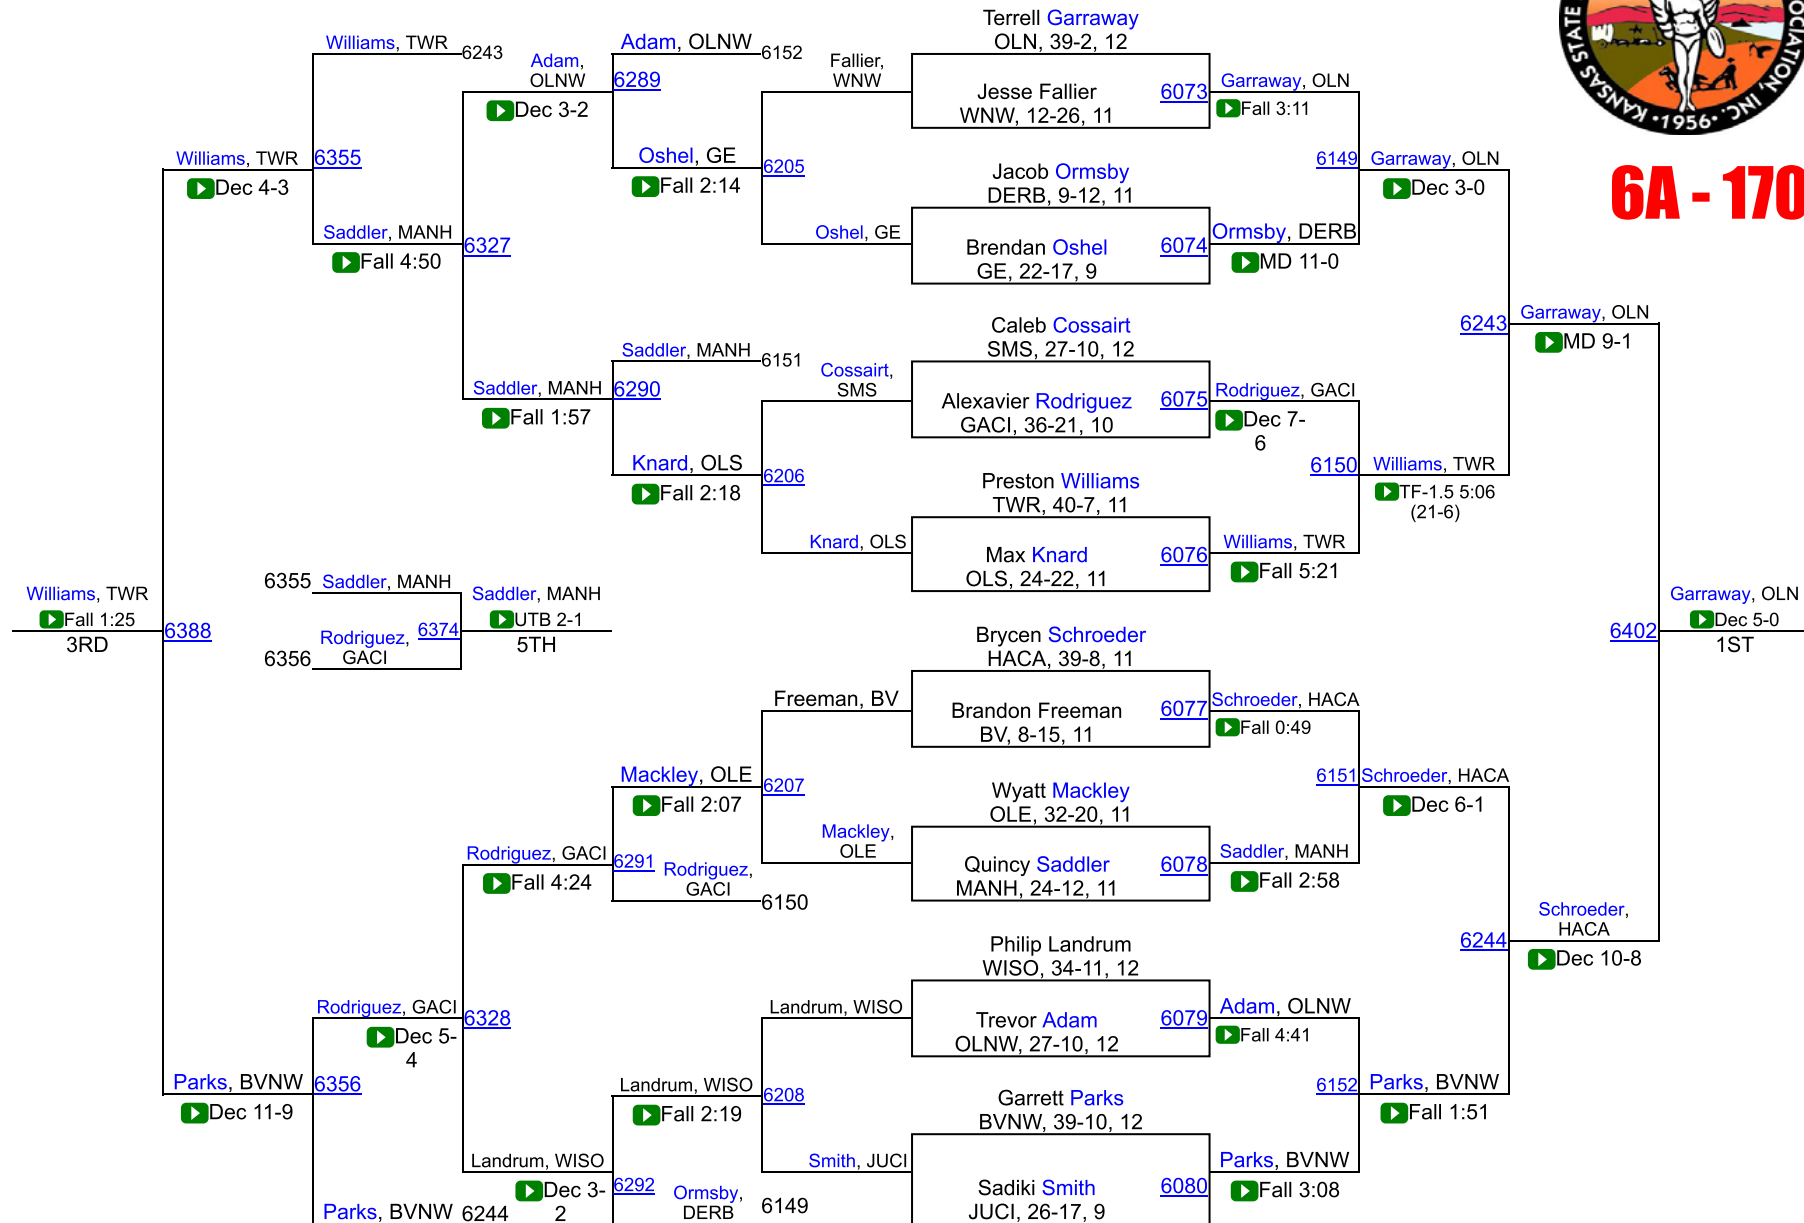 Terrell Garraway
OLN, 39-2, 12
Jesse Fallier
WNW, 12-26, 11
6073
Jacob Ormsby
DERB, 9-12, 11
Brendan Oshel
GE, 22-17, 9
6074
Caleb Cossairt
SMS, 27-10, 12
Alexavier Rodriguez
GACI, 36-21, 10
6075
Preston Williams
TWR, 40-7, 11
Max Knard
OLS, 24-22, 11
6076
Brycen Schroeder
HACA, 39-8, 11
Brandon Freeman
BV, 8-15, 11
6077
Wyatt Mackley
OLE, 32-20, 11
Quincy Saddler
MANH, 24-12, 11
6078
Philip Landrum
WISO, 34-11, 12
Trevor Adam
OLNW, 27-10, 12
6079
Garrett Parks
BVNW, 39-10, 12
Sadiki Smith
JUCI, 26-17, 9
6080
Garraway, OLN
Fall 3:11
6149
Ormsby, DERB
MD 11-0
Rodriguez, GACI
Dec 7-
6
6150
Williams, TWR
Fall 5:21
Schroeder, HACA
Fall 0:49
6151
Saddler, MANH
Fall 2:58
Adam, OLNW
Fall 4:41
6152
Parks, BVNW
Fall 3:08
Garraway, OLN
Dec 3-0
6243
Williams, TWR
TF-1.5 5:06
(21-6)
Schroeder, HACA
Dec 6-1
6244
Parks, BVNW
Fall 1:51
Garraway, OLN
MD 9-1
6402
Schroeder,
HACA
Dec 10-8
Garraway, OLN
Dec 5-0
1ST
KANSAS STATE
OCIATION, INC.
•1956•
6A - 170
Fallier,
WNW
6205
Oshel, GE
Cossairt,
SMS
6206
Knard, OLS
Freeman, BV
6207
Mackley,
OLE
Landrum, WISO
6208
Smith, JUCI
Adam, OLNW
6152
6289
Oshel, GE
Fall 2:14
Saddler, MANH
6151
6290
Knard, OLS
Fall 2:18
Mackley, OLE
Fall 2:07
6291
Rodriguez,
GACI
6150
Landrum, WISO
Fall 2:19
6292
Ormsby,
DERB
6149
Adam,
OLNW
Dec 3-2
6327
Saddler, MANH
Fall 1:57
Rodriguez, GACI
Fall 4:24
6328
Landrum, WISO
Dec 3-
2
Williams, TWR
6243
6355
Saddler, MANH
Fall 4:50
Rodriguez, GACI
Dec 5-
4
6356
Parks, BVNW
6244
Williams, TWR
Dec 4-3
6388
Parks, BVNW
Dec 11-9
Williams, TWR
Fall 1:25
3RD
6355
Saddler, MANH
6374
6356
Rodriguez,
GACI
Saddler, MANH
UTB 2-1
5TH